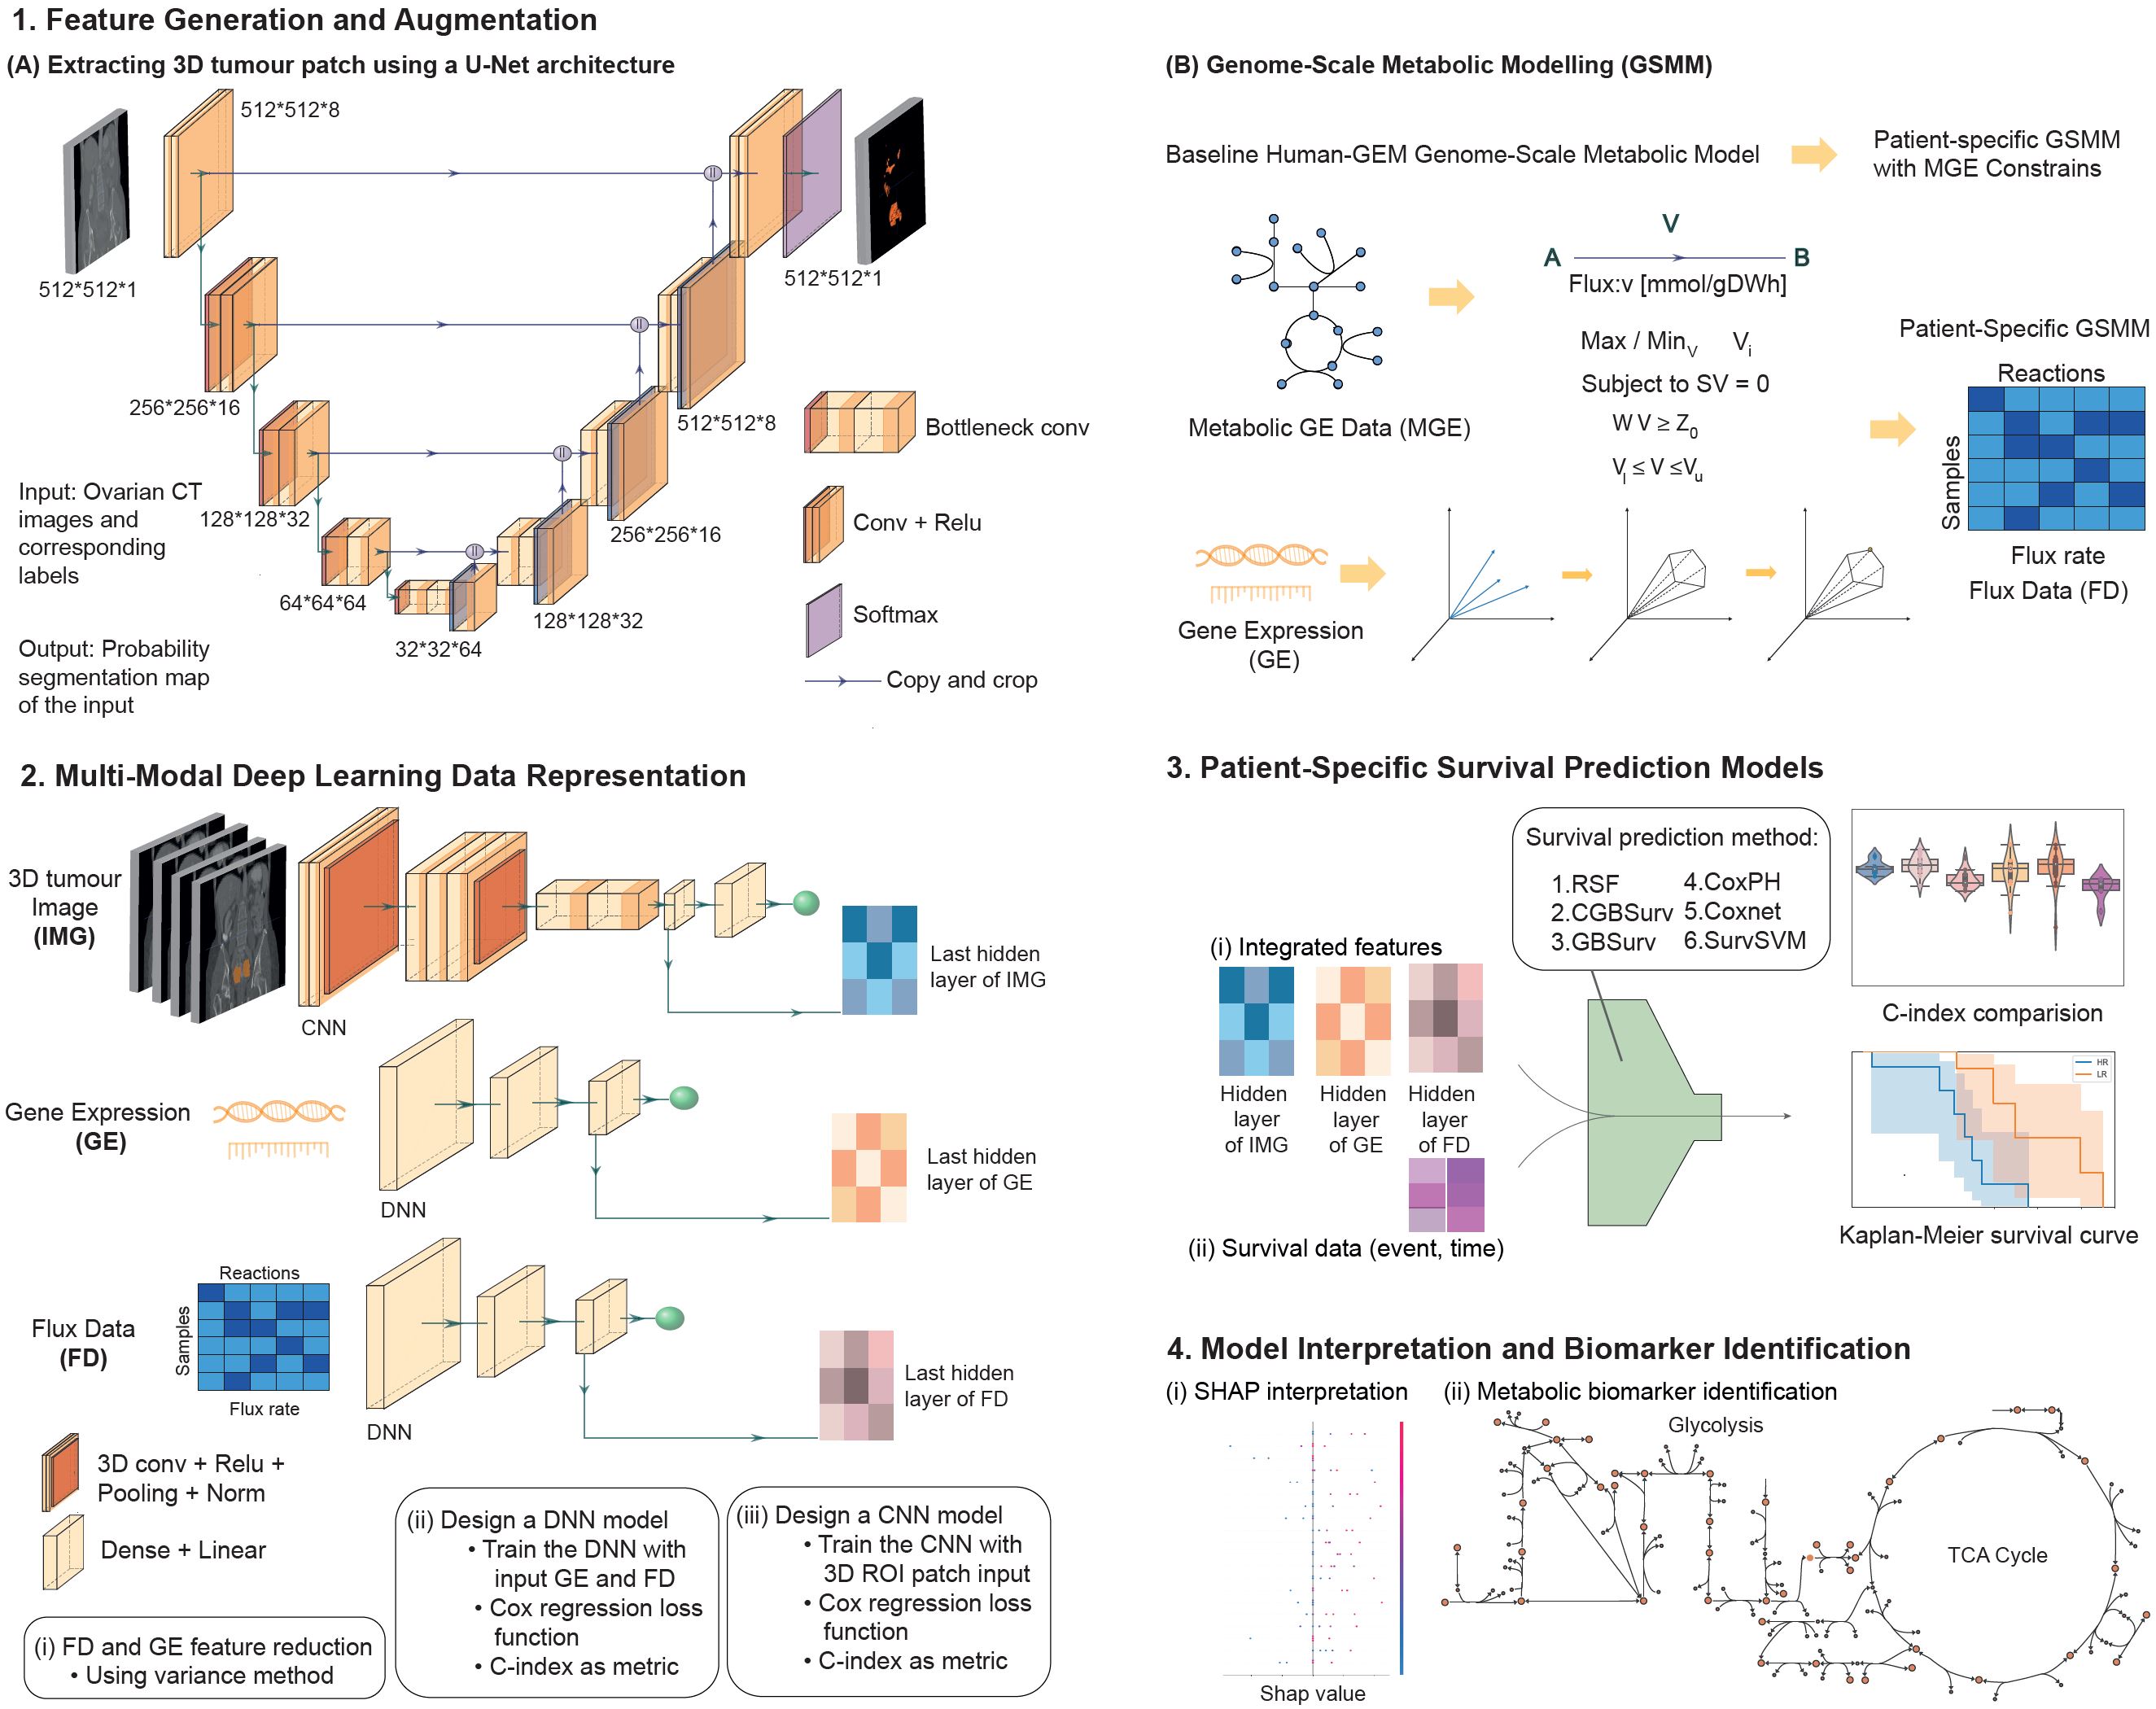 1. Feature Generation and Augmentation
(A) Extracting 3D tumour patch using a U-Net architecture
512*512*8
512*512*1
256*256*16
128*128*32
64*64*64
32*32*64
128*128*32
256*256*16
512*512*8
512*512*1
||
||
||
||
||
Input: Ovarian CT
images and
corresponding
labels
Output: Probability
segmentation map
of the input
Bottleneck conv
Conv + Relu
Softmax
Copy and crop
(B) Genome-Scale Metabolic Modelling (GSMM)
Baseline Human-GEM Genome-Scale Metabolic Model
Patient-specific GSMM
with MGE Constrains
Metabolic GE Data (MGE)
V
A
B
Flux:v [mmol/gDWh]
Max / Min_V V_i
Subject to SV = 0
W V ≥ Z_0
V_l ≤ V ≤V_u
Gene Expression
(GE)
Patient-Specific GSMM
Reactions
Samples
Flux rate
Flux Data (FD)
2. Multi-Modal Deep Learning Data Representation
3D tumour
Image
(IMG)
CNN
Last hidden
layer of IMG
Gene Expression
(GE)
DNN
Last hidden
layer of GE
Flux Data
(FD)
Reactions
Samples
Flux rate
DNN
Last hidden
layer of FD
3D conv + Relu +
Pooling + Norm
Dense + Linear
(i) FD and GE feature reduction
• Using variance method
(ii) Design a DNN model
• Train the DNN with
input GE and FD
• Cox regression loss
function
• C-index as metric
(iii) Design a CNN model
• Train the CNN with
3D ROI patch input
• Cox regression loss
function
• C-index as metric
3. Patient-Specific Survival Prediction Models
Survival prediction method:
1.RSF
2.CGBSurv
3.GBSurv
4.CoxPH
5.Coxnet
6.SurvSVM
(i) Integrated features
Hidden
layer
of IMG
Hidden
layer
of GE
Hidden
layer
of FD
(ii) Survival data (event, time)
C-index comparision
HR
LR
Kaplan-Meier survival curve
4. Model Interpretation and Biomarker Identification
(i) SHAP interpretation
Shap value
(ii) Metabolic biomarker identification
Glycolysis
TCA Cycle